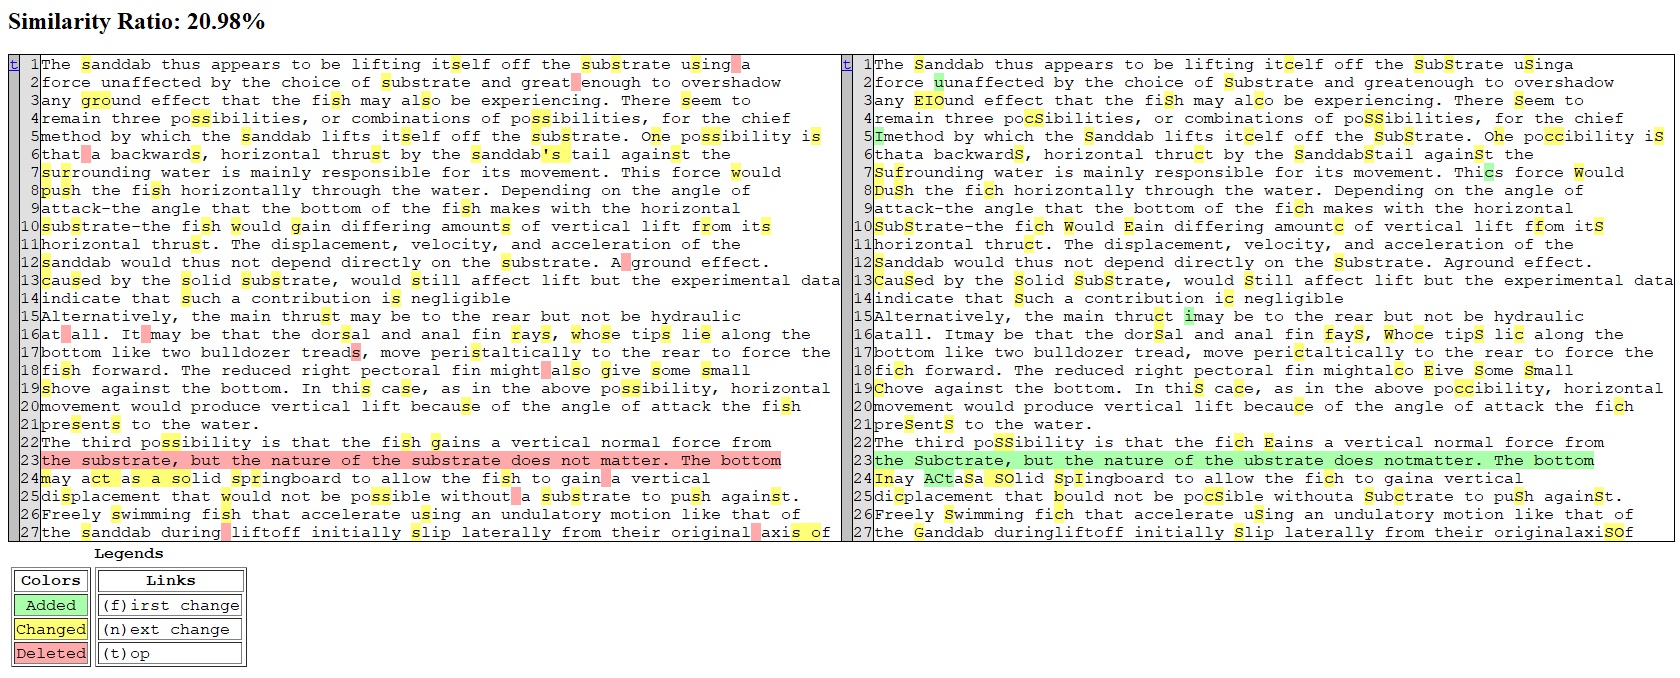 Similarity Ratio: 20.98%
t
1 The sanddab thus appears to be lifting itself off the substrate using a
2 force unaffected by the choice of substrate and great enough to overshadow
3 any ground effect that the fish may also be experiencing. There seem to
4 remain three possibilities, or combinations of possibilities, for the chief
5 method by which the sanddab lifts itself off the Substrate. One possibility is
6 that a backwards, horizontal thrust by the sanddab's tail against the
7 surrounding water is mainly responsible for its movement. This force would
8 push the fish horizontally through the water. Depending on the angle of
9 attack-the angle that the bottom of the fish makes with the horizontal
10 substrate-the fish would gain differing amounts of vertical lift from its
11 horizontal thrust. The displacement, velocity, and acceleration of the
12 sanddab would thus not depend directly on the substrate. A ground effect.
13 caused by the solid substrate, would still affect lift but the experimental data
14 indicate that such a contribution is negligible
15 Alternatively, the main thrust may be to the rear but not be hydraulic
16 at all. It may be that the dorsal and anal fin rays, whose tips lie along the
17 bottom like two bulldozer treads, move peristaltically to the rear to force the
18 fish forward. The reduced right pectoral fin might also give some small
19 shove against the bottom. In this case, as in the above possibility, horizontal
20 movement would produce vertical lift because of the angle of attack the fish
21 presents to the water.
22 The third possibility is that the fish gains a vertical normal force from
23 the substrate, but the nature of the substrate does not matter. The bottom
24 may act as a solid springboard to allow the fish to gain a vertical
25 displacement that would not be possible without a substrate to push against.
26 Freely swimming fish that accelerate using an undulatory motion like that of
27 the sanddab during liftoff initially slip laterally from their original axis of
t
1 The Sanddab thus appears to be lifting itcelf off the SubStrate uSinga
2 force uunaffected by the choice of Substrate and greatenough to overshadow
3 any EIOund effect that the fiSh may alco be experiencing. There Seem to
4 remain three pocSibilities, or combinations of poSSibilities, for the chief
5 Imethod by which the Sanddab lifts itcelf off the SubStrate. Ohe poccibility iS
6 thata backwardS, horizontal thruct by the SanddabStail againSt the
7 Sufrounding water is mainly responsible for its movement. Thics force Would
8 DuSh the fich horizontally through the water. Depending on the angle of
9 attack-the angle that the bottom of the fich makes with the horizontal
10 SubStrate-the fich Would Eain differing amountc of vertical lift ffom itS
11 horizontal thruct. The displacement, velocity, and acceleration of the
12 Sanddab would thus not depend directly on the Substrate. Aground effect.
13 CauSed by the Solid SubStrate, would Still affect lift but the experimental data
14 indicate that Such a contribution ic negligible
15 Alternatively, the main thruct imay be to the rear but not be hydraulic
16 atall. Itmay be that the dorSal and anal fin fayS, Whoce tipS lic along the
17 bottom like two bulldozer tread, move perictaltically to the rear to force the
18 fich forward. The reduced right pectoral fin mightalco Eive Some Small
19 Chove against the bottom. In thiS cace, as in the above poccibility, horizontal
20 movement would produce vertical lift becauce of the angle of attack the fich
21 preSentS to the water.
22 The third poSSibility is that the fich Eains a vertical normal force from
23 the Subctrate, but the nature of the ubstrate does notmatter. The bottom
24 Inay ACtaSa SOlid SpIingboard to allow the fich to gaina vertical
25 dicplacement that bould not be pocSible withouta SubCtrate to puSh againSt.
26 Freely Swimming fich that accelerate uSing an undulatory motion like that of
27 the Ganddab duringliftoff initially Slip laterally from their originalaxiSOf
Legends
Colors
Added
Changed
Deleted
Links
(f)irst change
(n)ext change
(t)op